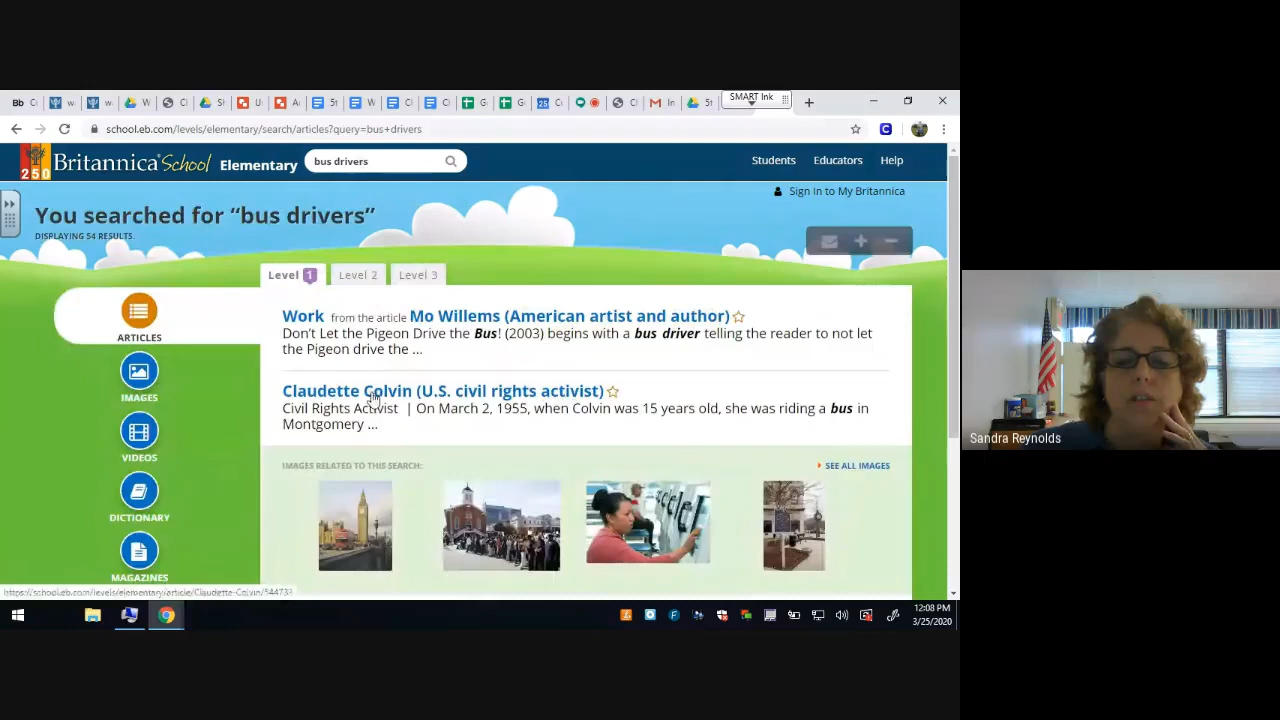 SMART Ink
school.eb.com/levels/elementary/search/articles?query=bus+drivers
250
Britannica School Elementary
bus drivers
Students Educators Help
Sign In to My Britannica
You searched for “bus drivers”
DISPLAYING 54 RESULTS.
Level 1 Level 2 Level 3
ARTICLES
IMAGES
VIDEOS
DICTIONARY
MAGAZINES
Work from the article Mo Willems (American artist and author)
Don’t Let the Pigeon Drive the Bus! (2003) begins with a bus driver telling the reader to not let
the Pigeon drive the ...
Claudette Colvin (U.S. civil rights activist)
Civil Rights Activist | On March 2, 1955, when Colvin was 15 years old, she was riding a bus in
Montgomery ...
IMAGES RELATED TO THIS SEARCH:
SEE ALL IMAGES
Sandra Reynolds
12:08 PM
3/25/2020